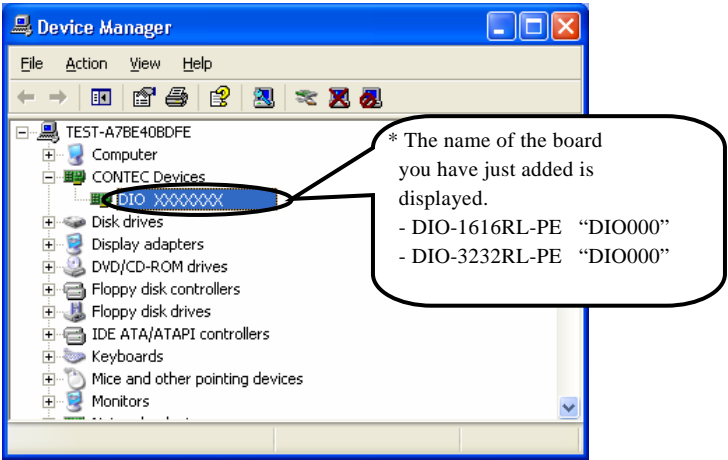 Device Manager
File Action View Help
TEST-A7BE40BDFE
Computer
CONTEC Devices
DIO XXXXXXX
Disk drives
Display adapters
DVD/CD-ROM drives
Floppy disk controllers
Floppy disk drives
IDE ATA/ATAPI controllers
Keyboards
Mice and other pointing devices
Monitors
* The name of the board
you have just added is
displayed.
- DIO-1616RL-PE “DIO000”
- DIO-3232RL-PE “DIO000”